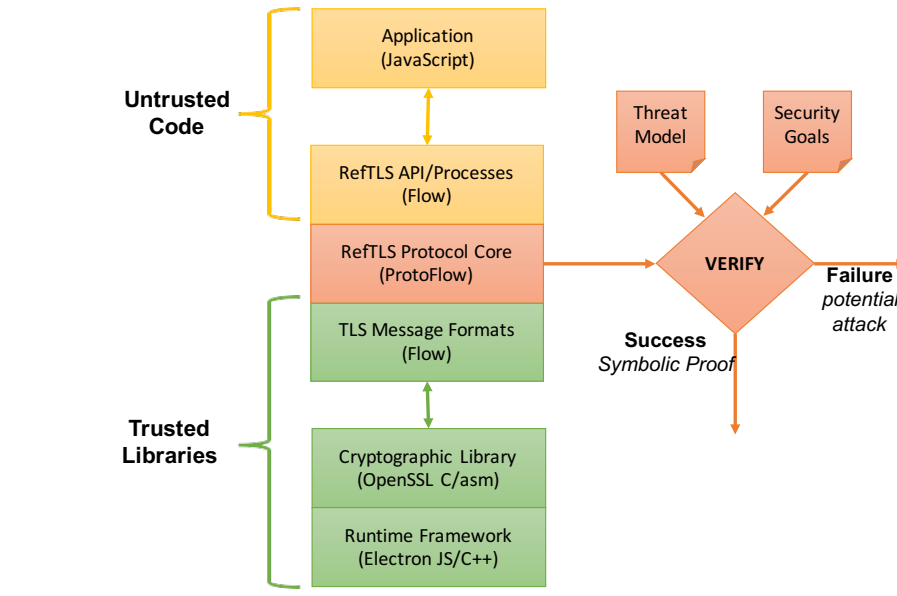 Application
(JavaScript)
Untrusted
Code
Threat
Model
Security
Goals
RefTLS API/Processes
(Flow)
RefTLS Protocol Core
(ProtoFlow)
VERIFY
Failure
potential
attack
TLS Message Formats
(Flow)
Success
Symbolic Proof
Trusted
Libraries
Cryptographic Library
(OpenSSL C/asm)
Runtime Framework
(Electron JS/C++)